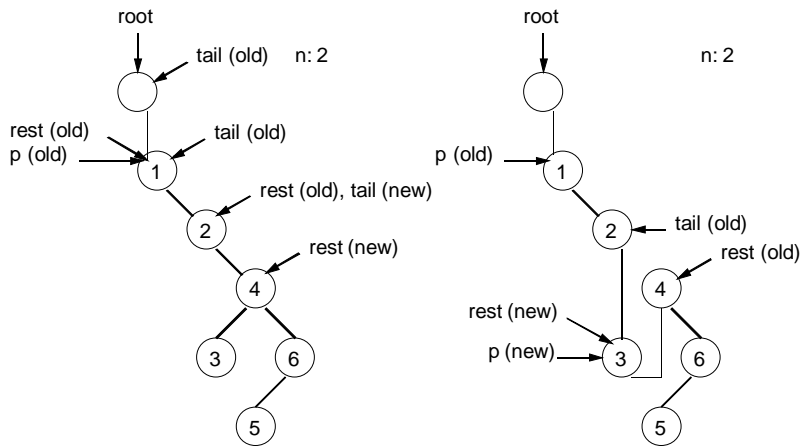 root
tail (old)
n: 2
rest (old)
p (old)
tail (old)
1
rest (old), tail (new)
2
rest (new)
4
3
6
5
root
n: 2
p (old)
1
tail (old)
2
rest (old)
4
rest (new)
p (new)
3
6
5